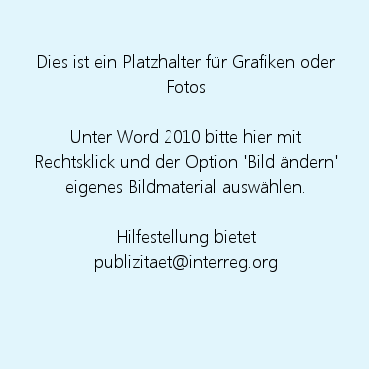 Dies ist ein Platzhalter für Grafiken oder
Fotos
Unter Word 2010 bitte hier mit
Rechtsklick und der Option 'Bild ändern'
eigenes Bildmaterial auswählen.
Hilfestellung bietet
publizitaet@interreg.org